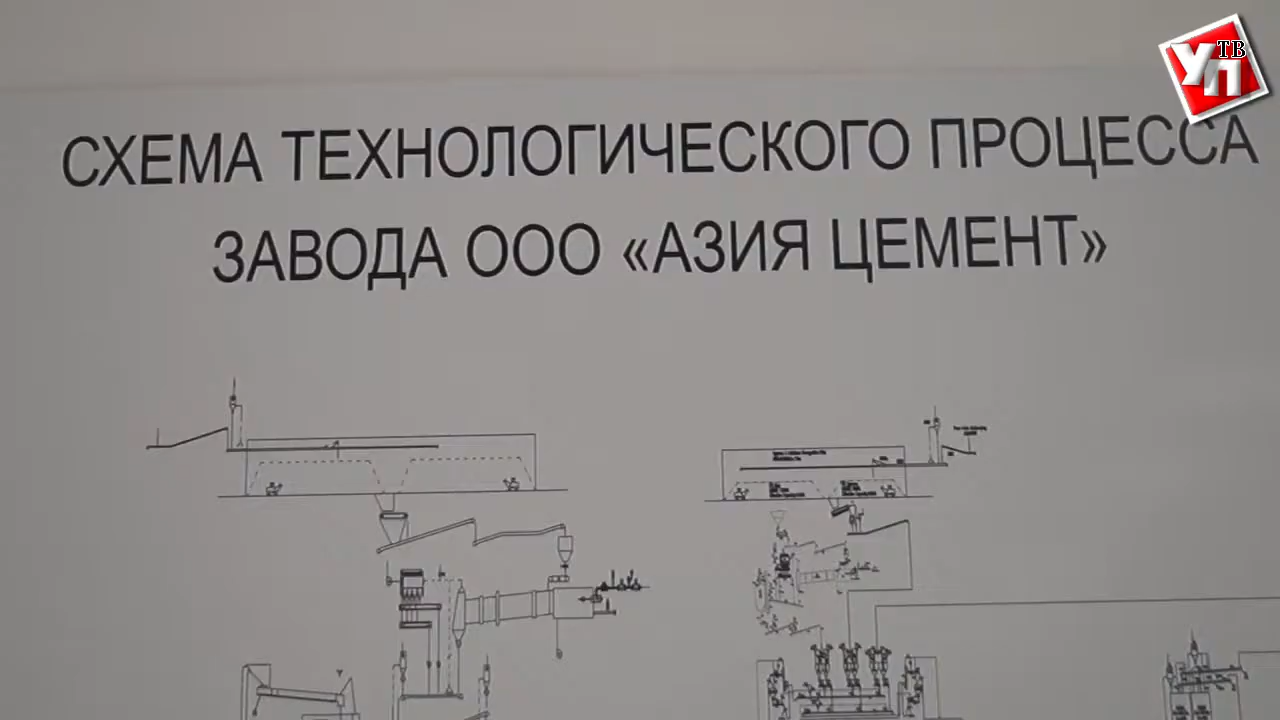 УП ТВ
СХЕМА ТЕХНОЛОГИЧЕСКОГО ПРОЦЕССА
ЗАВОДА ООО «АЗИЯ ЦЕМЕНТ»